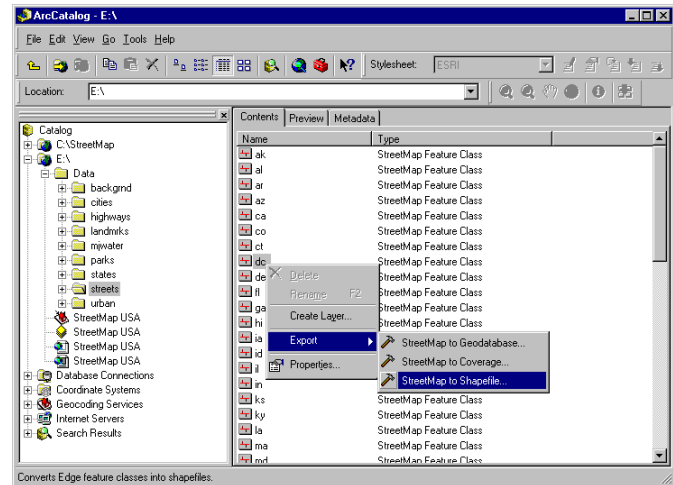 ArcCatalog - E:\
File Edit View Go Tools Help
Stylesheet: ESRI
Location: E:\
Catalog
C:\StreetMap
E:\
Data
backgrnd
cities
highways
landmrks
mjwater
parks
states
streets
urban
StreetMap USA
StreetMap USA
StreetMap USA
StreetMap USA
Database Connections
Coordinate Systems
Geocoding Services
Internet Servers
Search Results
Contents Preview Metadata
Name Type
ak StreetMap Feature Class
al StreetMap Feature Class
ar StreetMap Feature Class
az StreetMap Feature Class
ca StreetMap Feature Class
co StreetMap Feature Class
ct StreetMap Feature Class
dc StreetMap Feature Class
de StreetMap Feature Class
fl StreetMap Feature Class
ga StreetMap Feature Class
hi StreetMap Feature Class
ia
id
il
in
ks StreetMap Feature Class
ky StreetMap Feature Class
la StreetMap Feature Class
ma StreetMap Feature Class
md StreetMap Feature Class
Delete
Rename F2
Create Layer...
Export
Properties...
StreetMap to Geodatabase...
StreetMap to Coverage...
StreetMap to Shapefile...
Converts Edge feature classes into shapefiles.